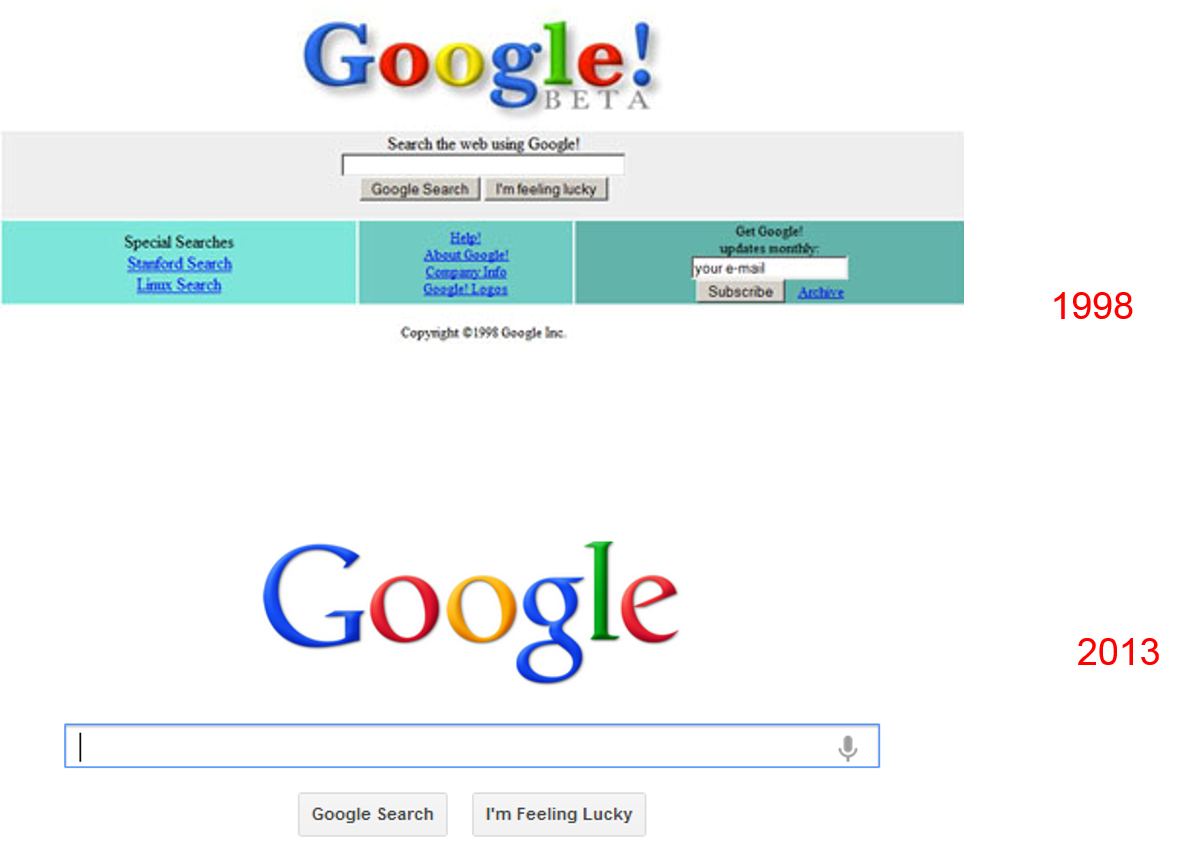 Google!
BETA
Search the web using Google!
Google Search
I'm feeling lucky
Special Searches
Stanford Search
Linux Search
Help!
About Google!
Company Info
Google! Logos
Get Google!
updates monthly:
your e-mail
Subscribe
Archive
1998
Copyright ©1998 Google Inc.
Google
2013
Google Search
I'm Feeling Lucky